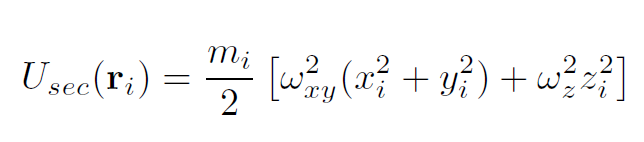 $U_{sec}(\mathbf{r}_i) = \frac{m_i}{2} \left[ \omega_{xy}^2 (x_i^2 + y_i^2) + \omega_z^2 z_i^2 \right]$